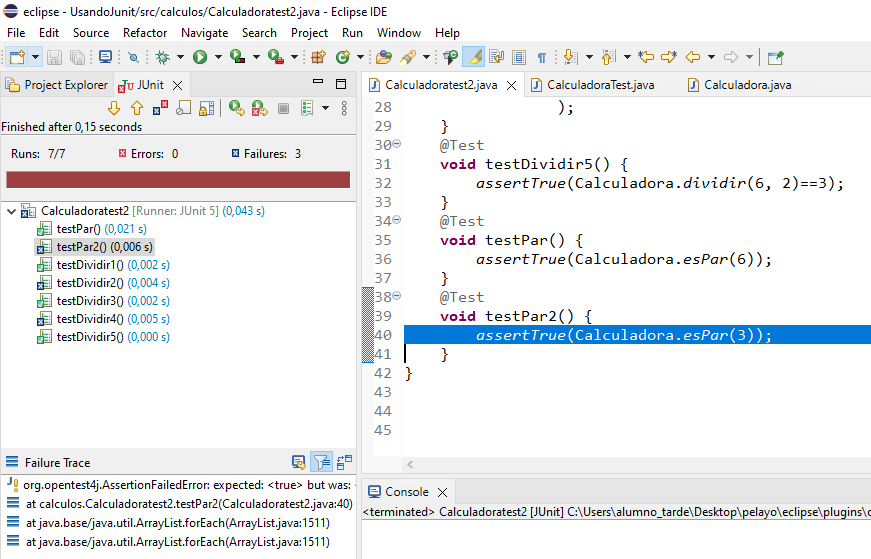 eclipse - UsandoJunit/src/calculos/Calculadoratest2.java - Eclipse IDE
File Edit Source Refactor Navigate Search Project Run Window Help
Project Explorer JUnit
Finished after 0,15 seconds
Runs: 7/7 Errors: 0 Failures: 3
Calculadoratest2 [Runner: JUnit 5] (0,043 s)
testPar() (0,021 s)
testPar2() (0,006 s)
testDividir1() (0,002 s)
testDividir2() (0,004 s)
testDividir3() (0,002 s)
testDividir4() (0,005 s)
testDividir5() (0,000 s)
Failure Trace
org.opentest4j.AssertionFailedError: expected: <true> but was: <
at calculos.Calculadoratest2.testPar2(Calculadoratest2.java:40)
at java.base/java.util.ArrayList.forEach(ArrayList.java:1511)
at java.base/java.util.ArrayList.forEach(ArrayList.java:1511)
Calculadoratest2.java CalculadoraTest.java Calculadora.java
28 );
29 }
30 @Test
31 void testDividir5() {
32 assertTrue(Calculadora.dividir(6, 2)==3);
33 }
34 @Test
35 void testPar() {
36 assertTrue(Calculadora.esPar(6));
37 }
38 @Test
39 void testPar2() {
40 assertTrue(Calculadora.esPar(3));
41 }
42 }
43
44
45
Console
<terminated> Calculadoratest2 [JUnit] C:\Users\alumno_tarde\Desktop\pelayo\eclipse\plugins\